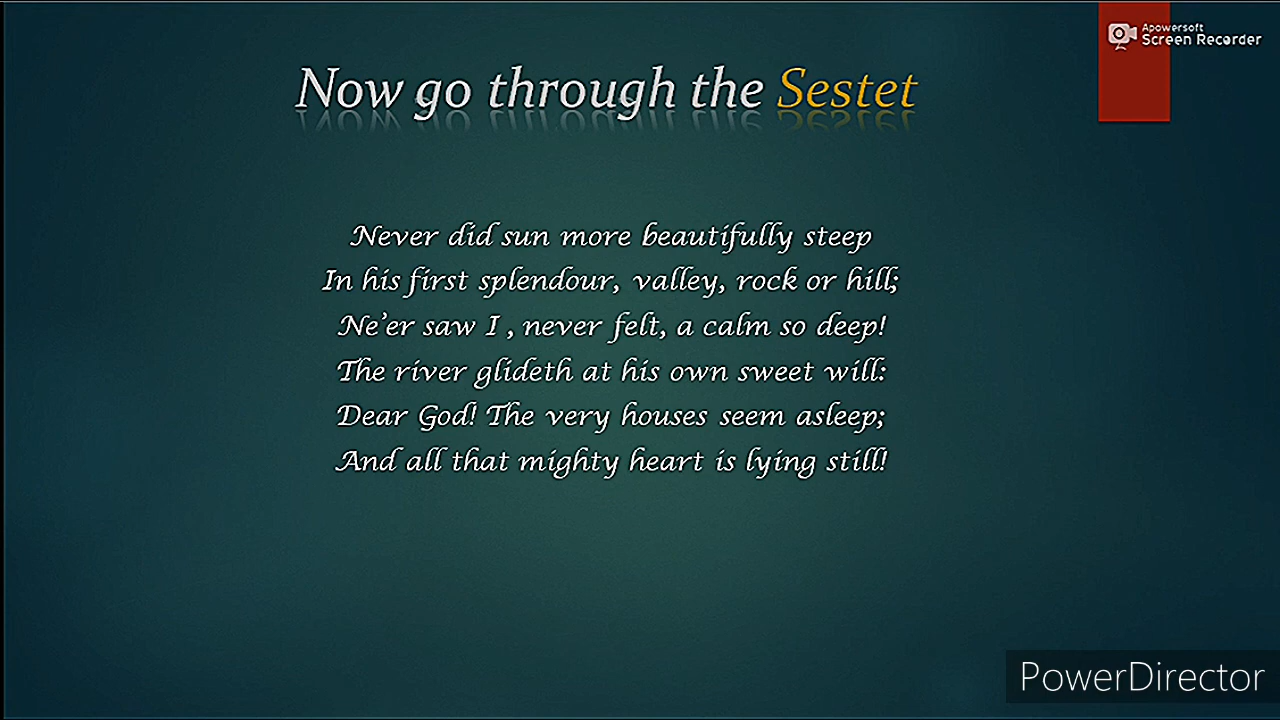 Apowersoft
Screen Recorder
Now go through the Sestet
Never did sun more beautifully steep
In his first splendour, valley, rock or hill;
Ne'er saw I , never felt, a calm so deep!
The river glideth at his own sweet will:
Dear God! The very houses seem asleep;
And all that mighty heart is lying still!
PowerDirector